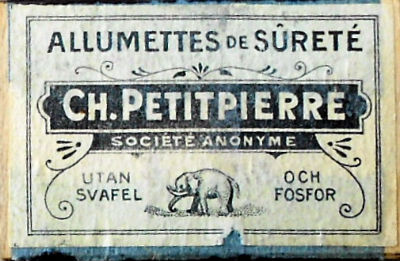 ALLUMETTES DE SÛRETÉ
CH. PETITPIERRE
SOCIÉTÉ ANONYME
UTAN OCH
SVAFEL FOSFOR